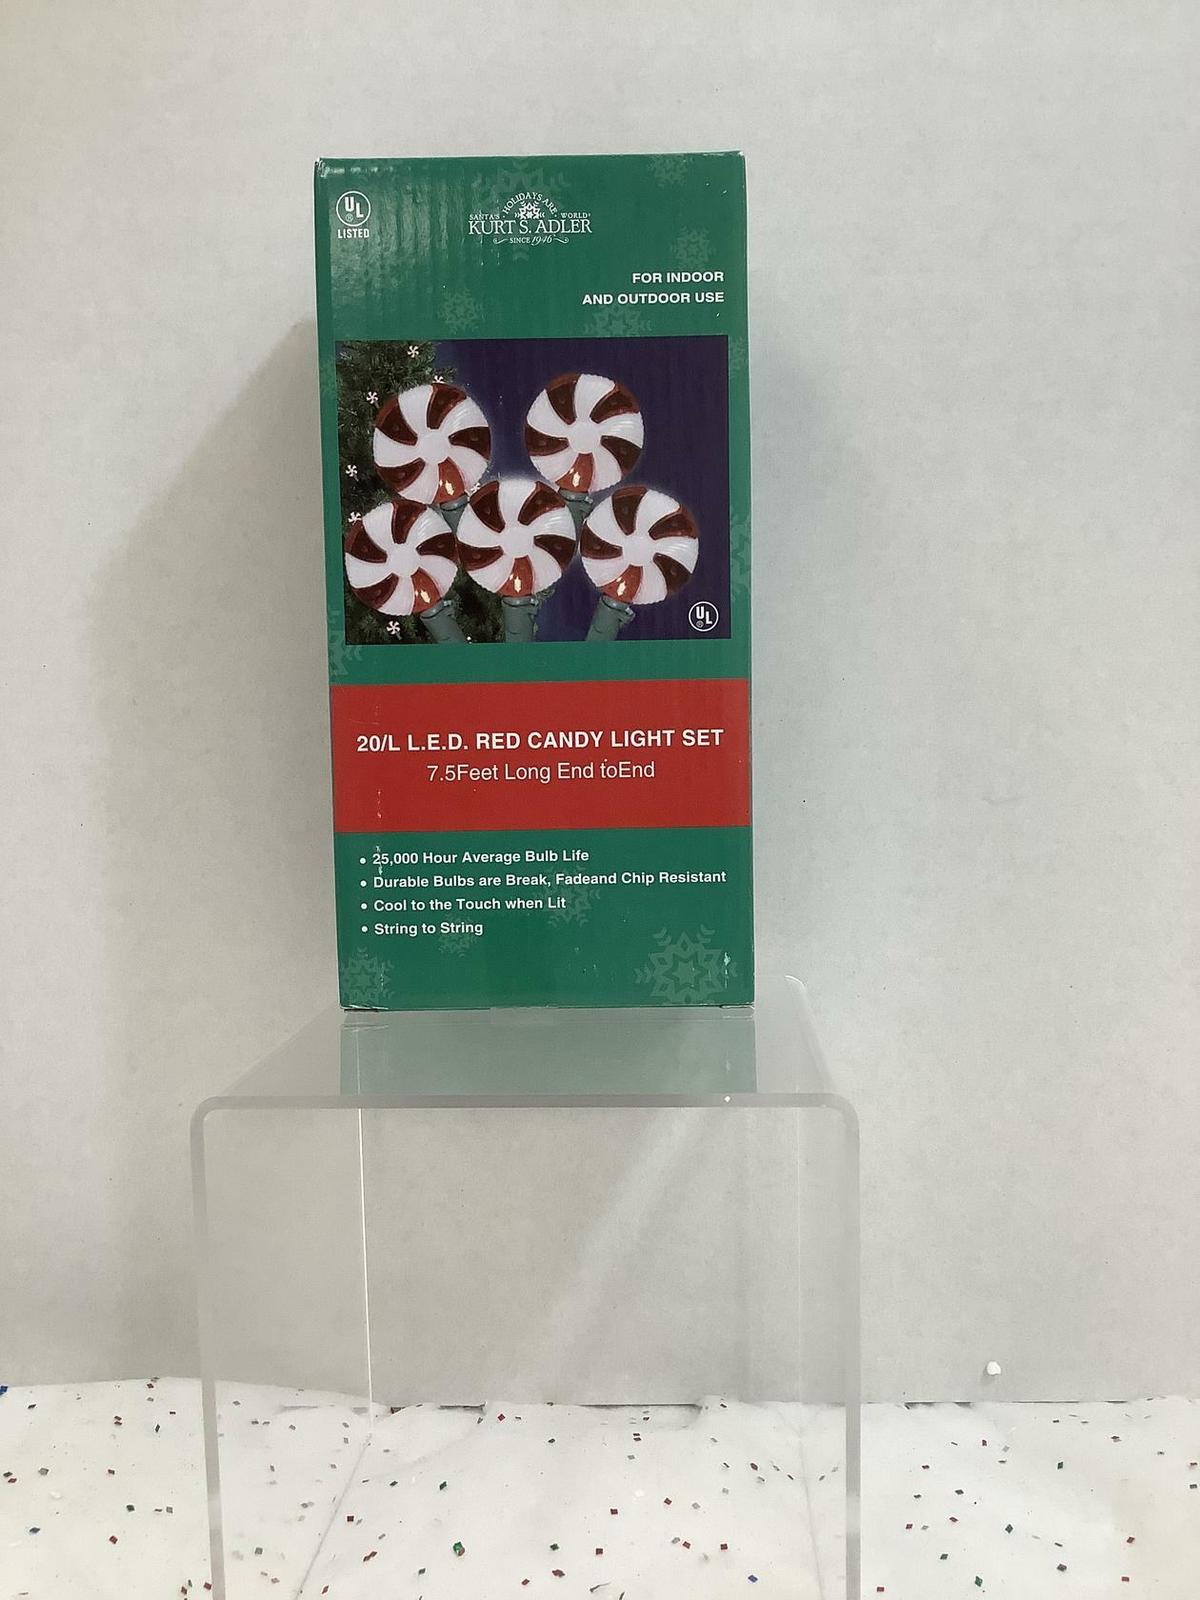 UL
LISTED
HOLIDAYS ARE
SANTA'S WORLD
KURT S. ADLER
SINCE 1946
FOR INDOOR
AND OUTDOOR USE
UL
20/L L.E.D. RED CANDY LIGHT SET
7.5Feet Long End toEnd
• 25,000 Hour Average Bulb Life
• Durable Bulbs are Break, Fadeand Chip Resistant
• Cool to the Touch when Lit
• String to String